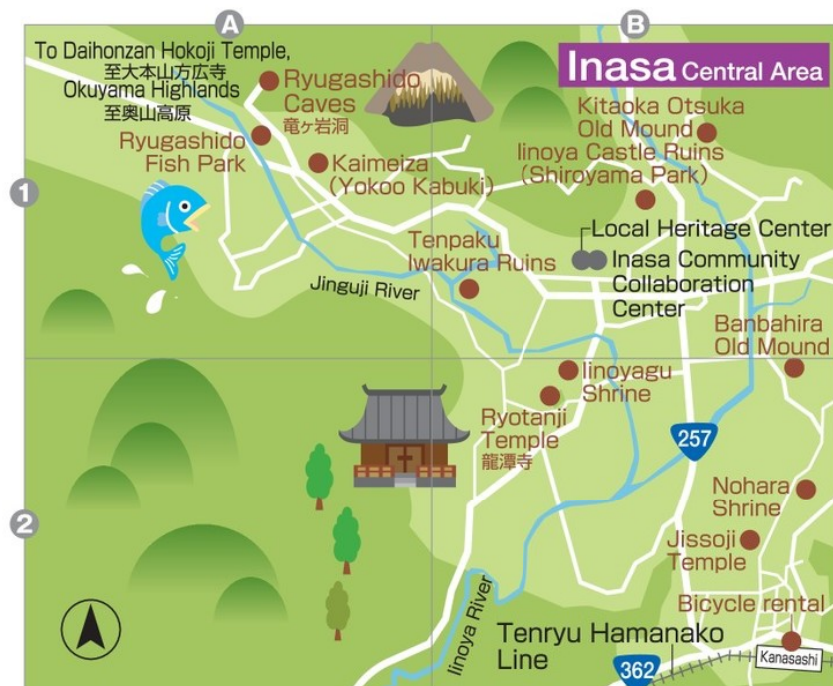 A
B
To Daihonzan Hokoji Temple,
至大本山方広寺
Okuyama Highlands
至奥山高原
Ryugashido
Caves
竜ヶ岩洞
Inasa Central Area
Ryugashido
Fish Park
Kaimeiza
(Yokoo Kabuki)
Kitaoka Otsuka
Old Mound
Iinoya Castle Ruins
(Shiroyama Park)
1
Local Heritage Center
Inasa Community
Collaboration
Center
Tenpaku
Iwakura Ruins
Jinguji River
Banbahira
Old Mound
Iinoyagu
Shrine
Ryotanji
Temple
龍潭寺
257
2
Nohara
Shrine
Jissoji
Temple
Bicycle rental
Iinoya River
Tenryu Hamanako
Line
362
Kanasashi